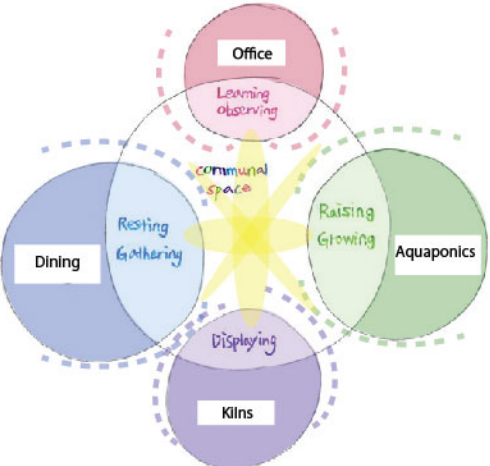 Office
Learning
observing
communal
space
Resting
Gathering
Raising
Growing
Dining
Aquaponics
Displaying
Kilns